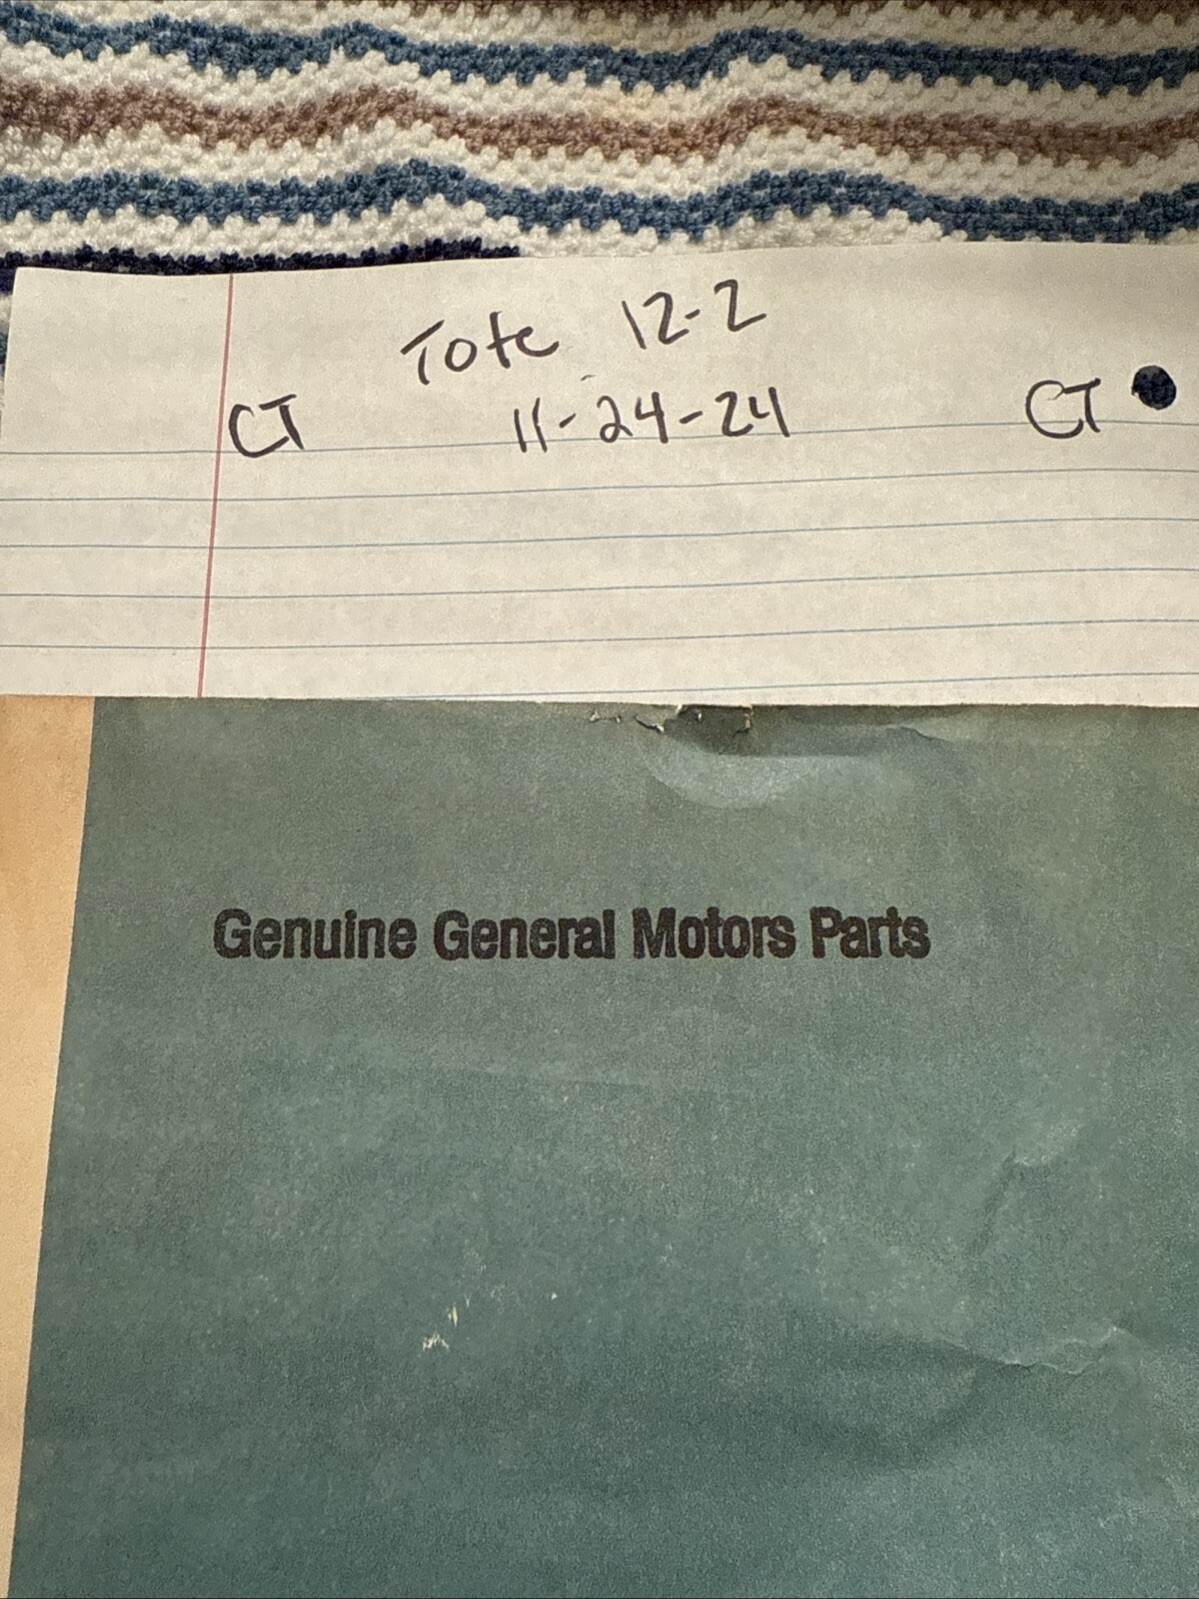 Tote 12-2
CT 11-24-24 CT
Genuine General Motors Parts